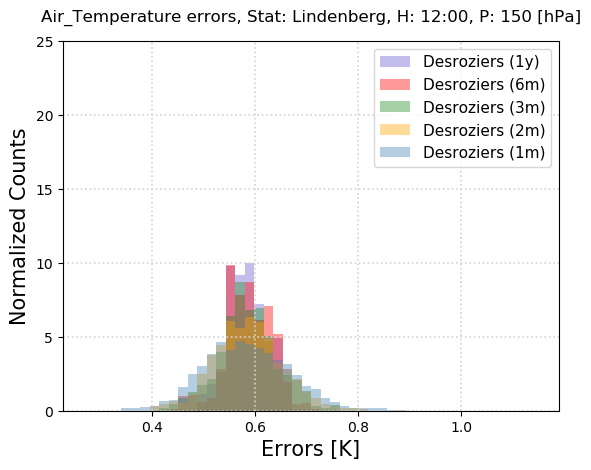 Air_Temperature errors, Stat: Lindenberg, H: 12:00, P: 150 [hPa]
25
20
15
10
5
0
Normalized Counts
Desroziers (1y)
Desroziers (6m)
Desroziers (3m)
Desroziers (2m)
Desroziers (1m)
0.4 0.6 0.8 1.0
Errors [K]